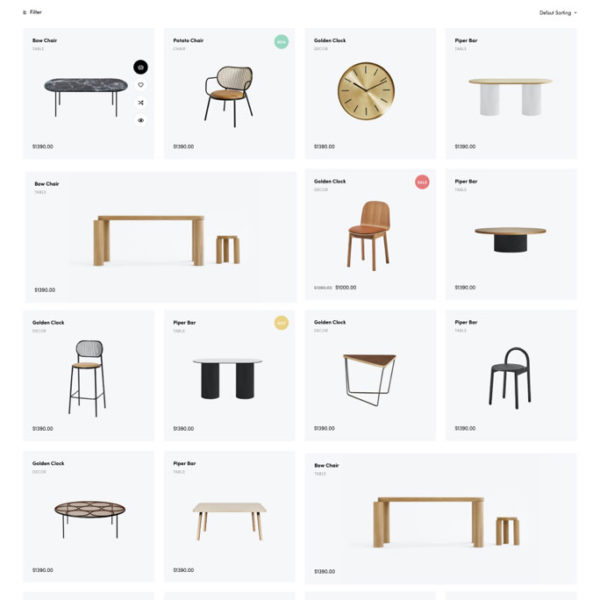 Filter
Defaut Sorting
Bow Chair
TABLE
$1390.00
Potato Chair
CHAIR
$1390.00
Golden Clock
DECOR
$1390.00
Piper Bar
TABLE
$1390.00
Bow Chair
TABLE
$1390.00
Golden Clock
DECOR
SALE
$1390.00 $1000.00
Piper Bar
TABLE
$1390.00
Golden Clock
DECOR
$1390.00
Piper Bar
TABLE
$1390.00
Golden Clock
DECOR
$1390.00
Piper Bar
TABLE
$1390.00
Golden Clock
DECOR
$1390.00
Piper Bar
TABLE
$1390.00
Bow Chair
TABLE
$1390.00